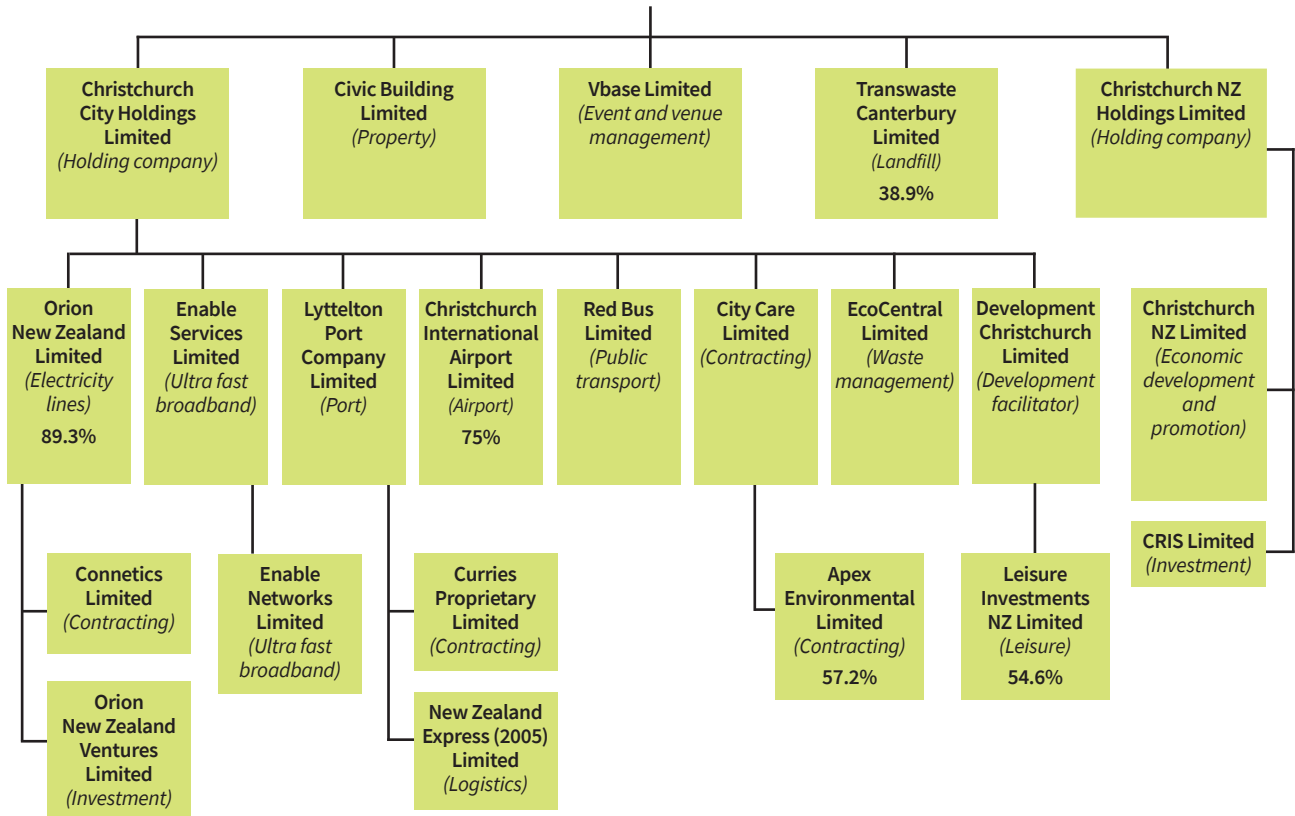 Christchurch
City Holdings
Limited
(Holding company)
Civic Building
Limited
(Property)
Vbase Limited
(Event and venue
management)
Transwaste
Canterbury
Limited
(Landfill)
38.9%
Christchurch NZ
Holdings Limited
(Holding company)
Orion
New Zealand
Limited
(Electricity
lines)
89.3%
Enable
Services
Limited
(Ultra fast
broadband)
Lyttelton
Port
Company
Limited
(Port)
Christchurch
International
Airport
Limited
(Airport)
75%
Red Bus
Limited
(Public
transport)
City Care
Limited
(Contracting)
EcoCentral
Limited
(Waste
management)
Development
Christchurch
Limited
(Development
facilitator)
Christchurch
NZ Limited
(Economic
development
and
promotion)
CRIS Limited
(Investment)
Connetics
Limited
(Contracting)
Enable
Networks
Limited
(Ultra fast
broadband)
Curries
Proprietary
Limited
(Contracting)
Apex
Environmental
Limited
(Contracting)
57.2%
Leisure
Investments
NZ Limited
(Leisure)
54.6%
Orion
New Zealand
Ventures
Limited
(Investment)
New Zealand
Express (2005)
Limited
(Logistics)